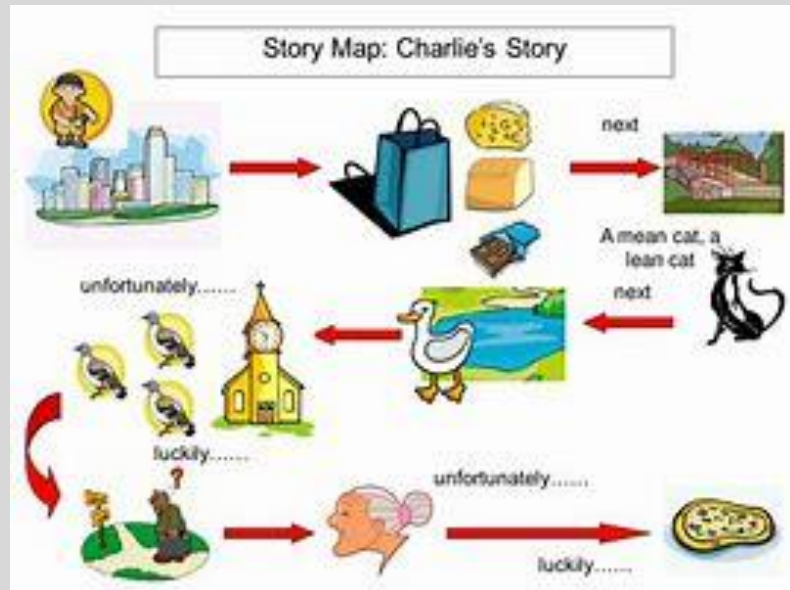 Story Map: Charlie's Story
next
A mean cat, a
lean cat
next
unfortunately......
luckily......
?
unfortunately......
luckily......